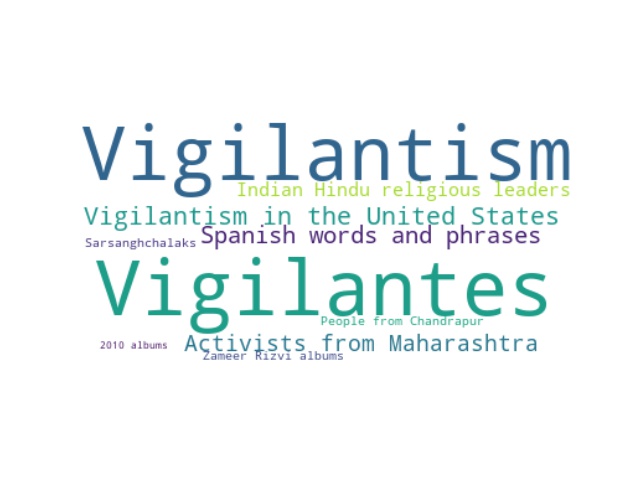 Vigilantism
Indian Hindu religious leaders
Vigilantism in the United States
Sarsanghchalaks
Spanish words and phrases
Vigilantes
People from Chandrapur
2010 albums
Activists from Maharashtra
Zameer Rizvi albums